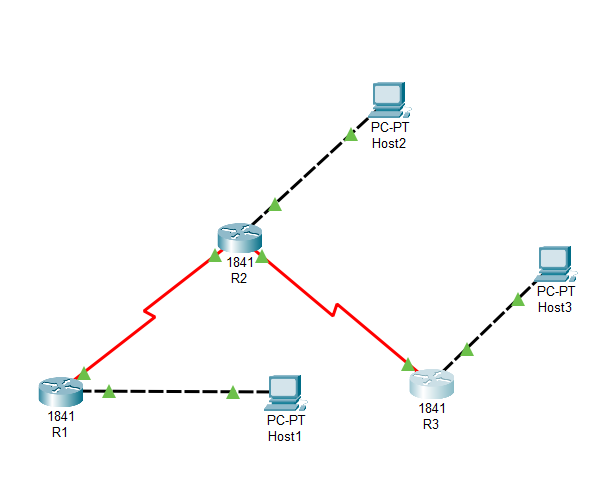 PC-PT
Host2
1841
R2
PC-PT
Host3
1841
R1
PC-PT
Host1
1841
R3